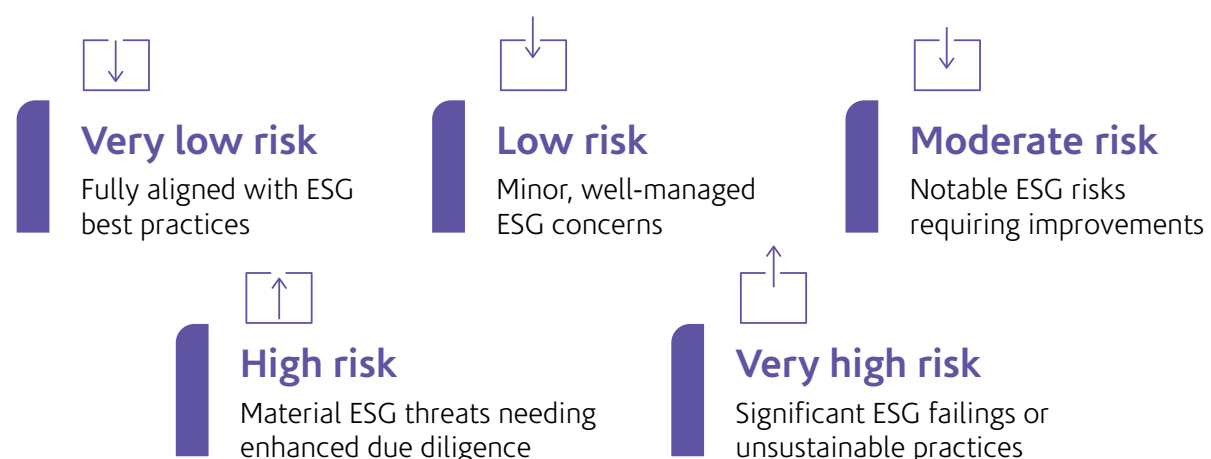 Very low risk
Fully aligned with ESG
best practices
Low risk
Minor, well-managed
ESG concerns
Moderate risk
Notable ESG risks
requiring improvements
High risk
Material ESG threats needing
enhanced due diligence
Very high risk
Significant ESG failings or
unsustainable practices